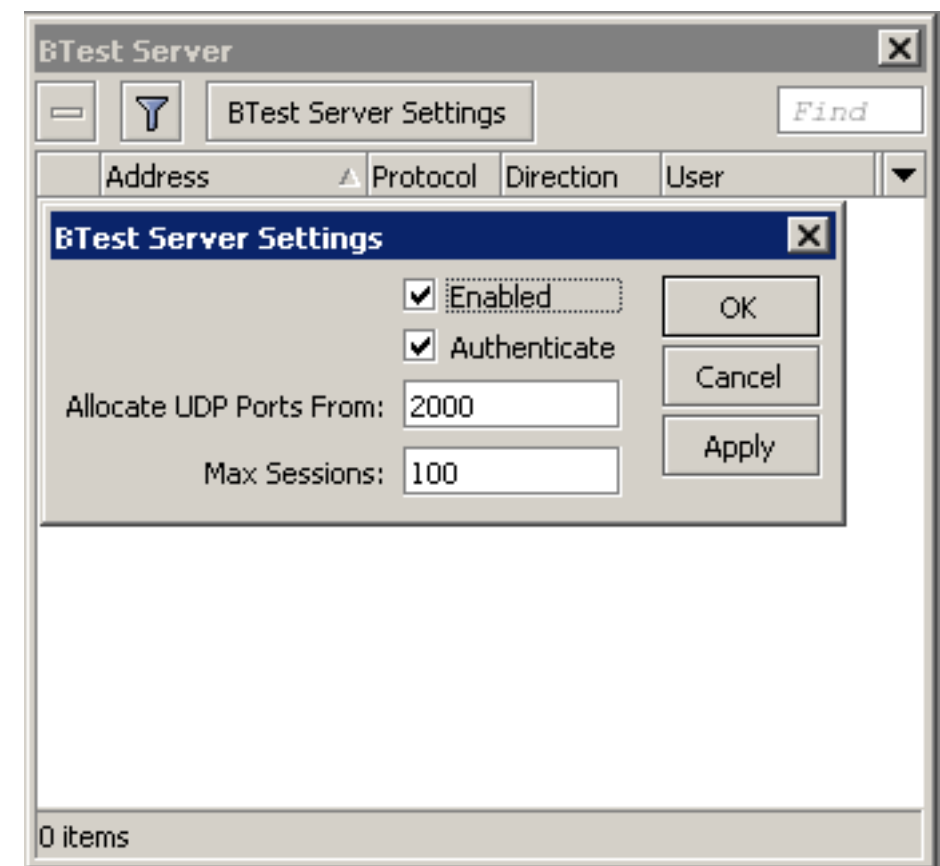 BTest Server
BTest Server Settings
Find
Address Protocol Direction User
BTest Server Settings
Enabled
OK
Authenticate
Cancel
Allocate UDP Ports From: 2000
Apply
Max Sessions: 100
0 items